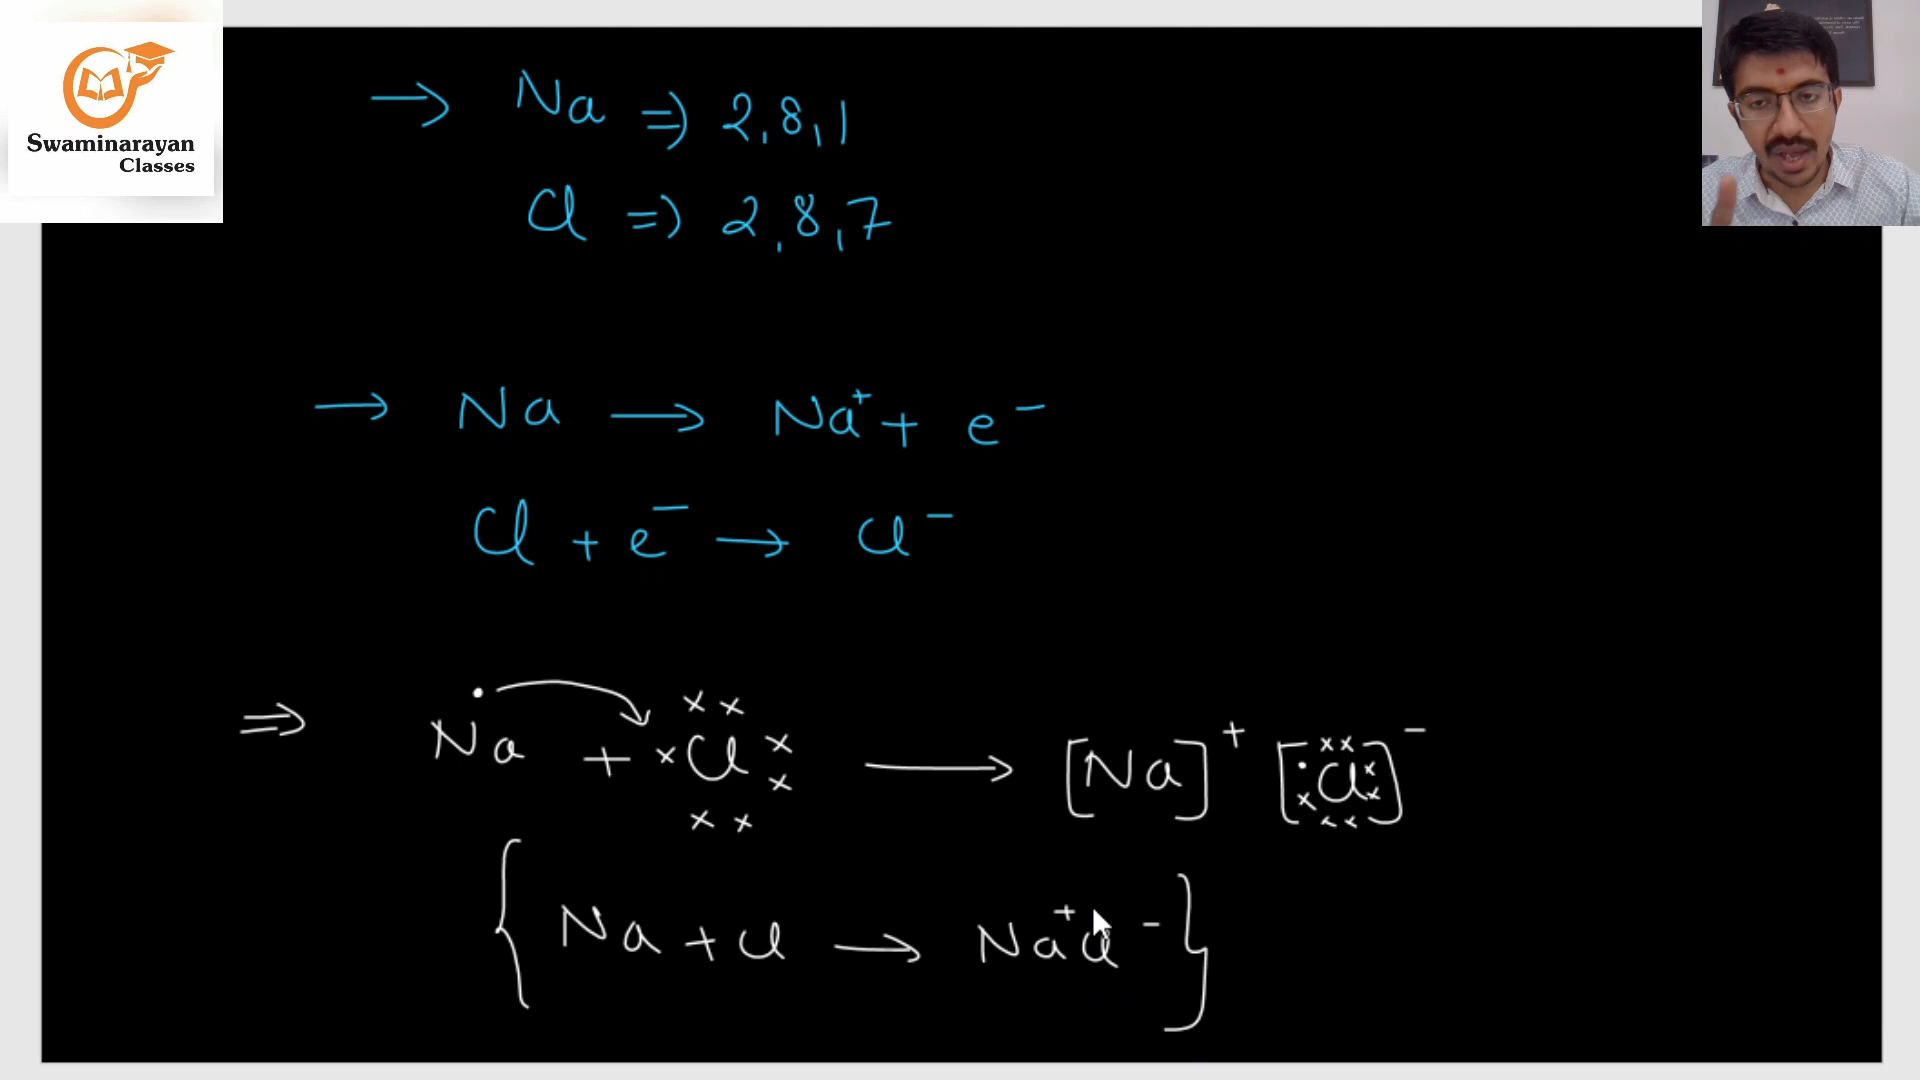 Swaminarayan
Classes
→ Na ⇒ 2,8,1
Cl ⇒ 2,8,7
→ Na → Na⁺ + e⁻
Cl + e⁻ → Cl⁻
⇒ Na + Cl → [Na]⁺ [Cl]⁻
{ Na + Cl → Na⁺Cl⁻ }